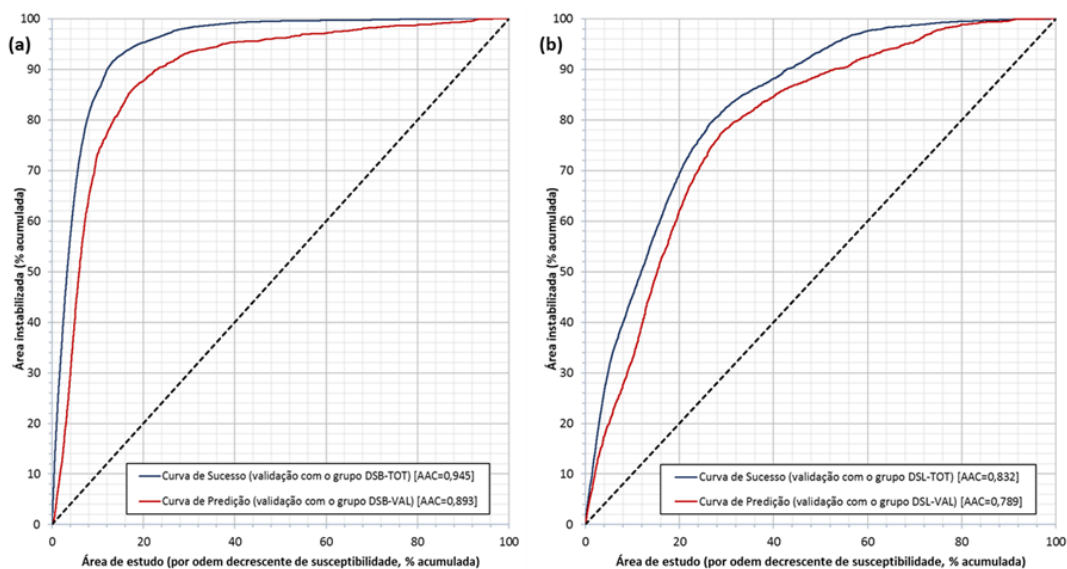 (a)
Área instabilizada (% acumulada)
100
90
80
70
60
50
40
30
20
10
0
Curva de Sucesso (validação com o grupo DSB-TOT) [AAC=0,945]
Curva de Predição (validação com o grupo DSB-VAL) [AAC=0,893]
0 20 40 60 80 100
Área de estudo (por odem decrescente de susceptibilidade, % acumulada)
(b)
Área instabilizada (% acumulada)
100
90
80
70
60
50
40
30
20
10
0
Curva de Sucesso (validação com o grupo DSL-TOT) [AAC=0,832]
Curva de Predição (validação com o grupo DSL-VAL) [AAC=0,789]
0 20 40 60 80 100
Área de estudo (por odem decrescente de susceptibilidade, % acumulada)